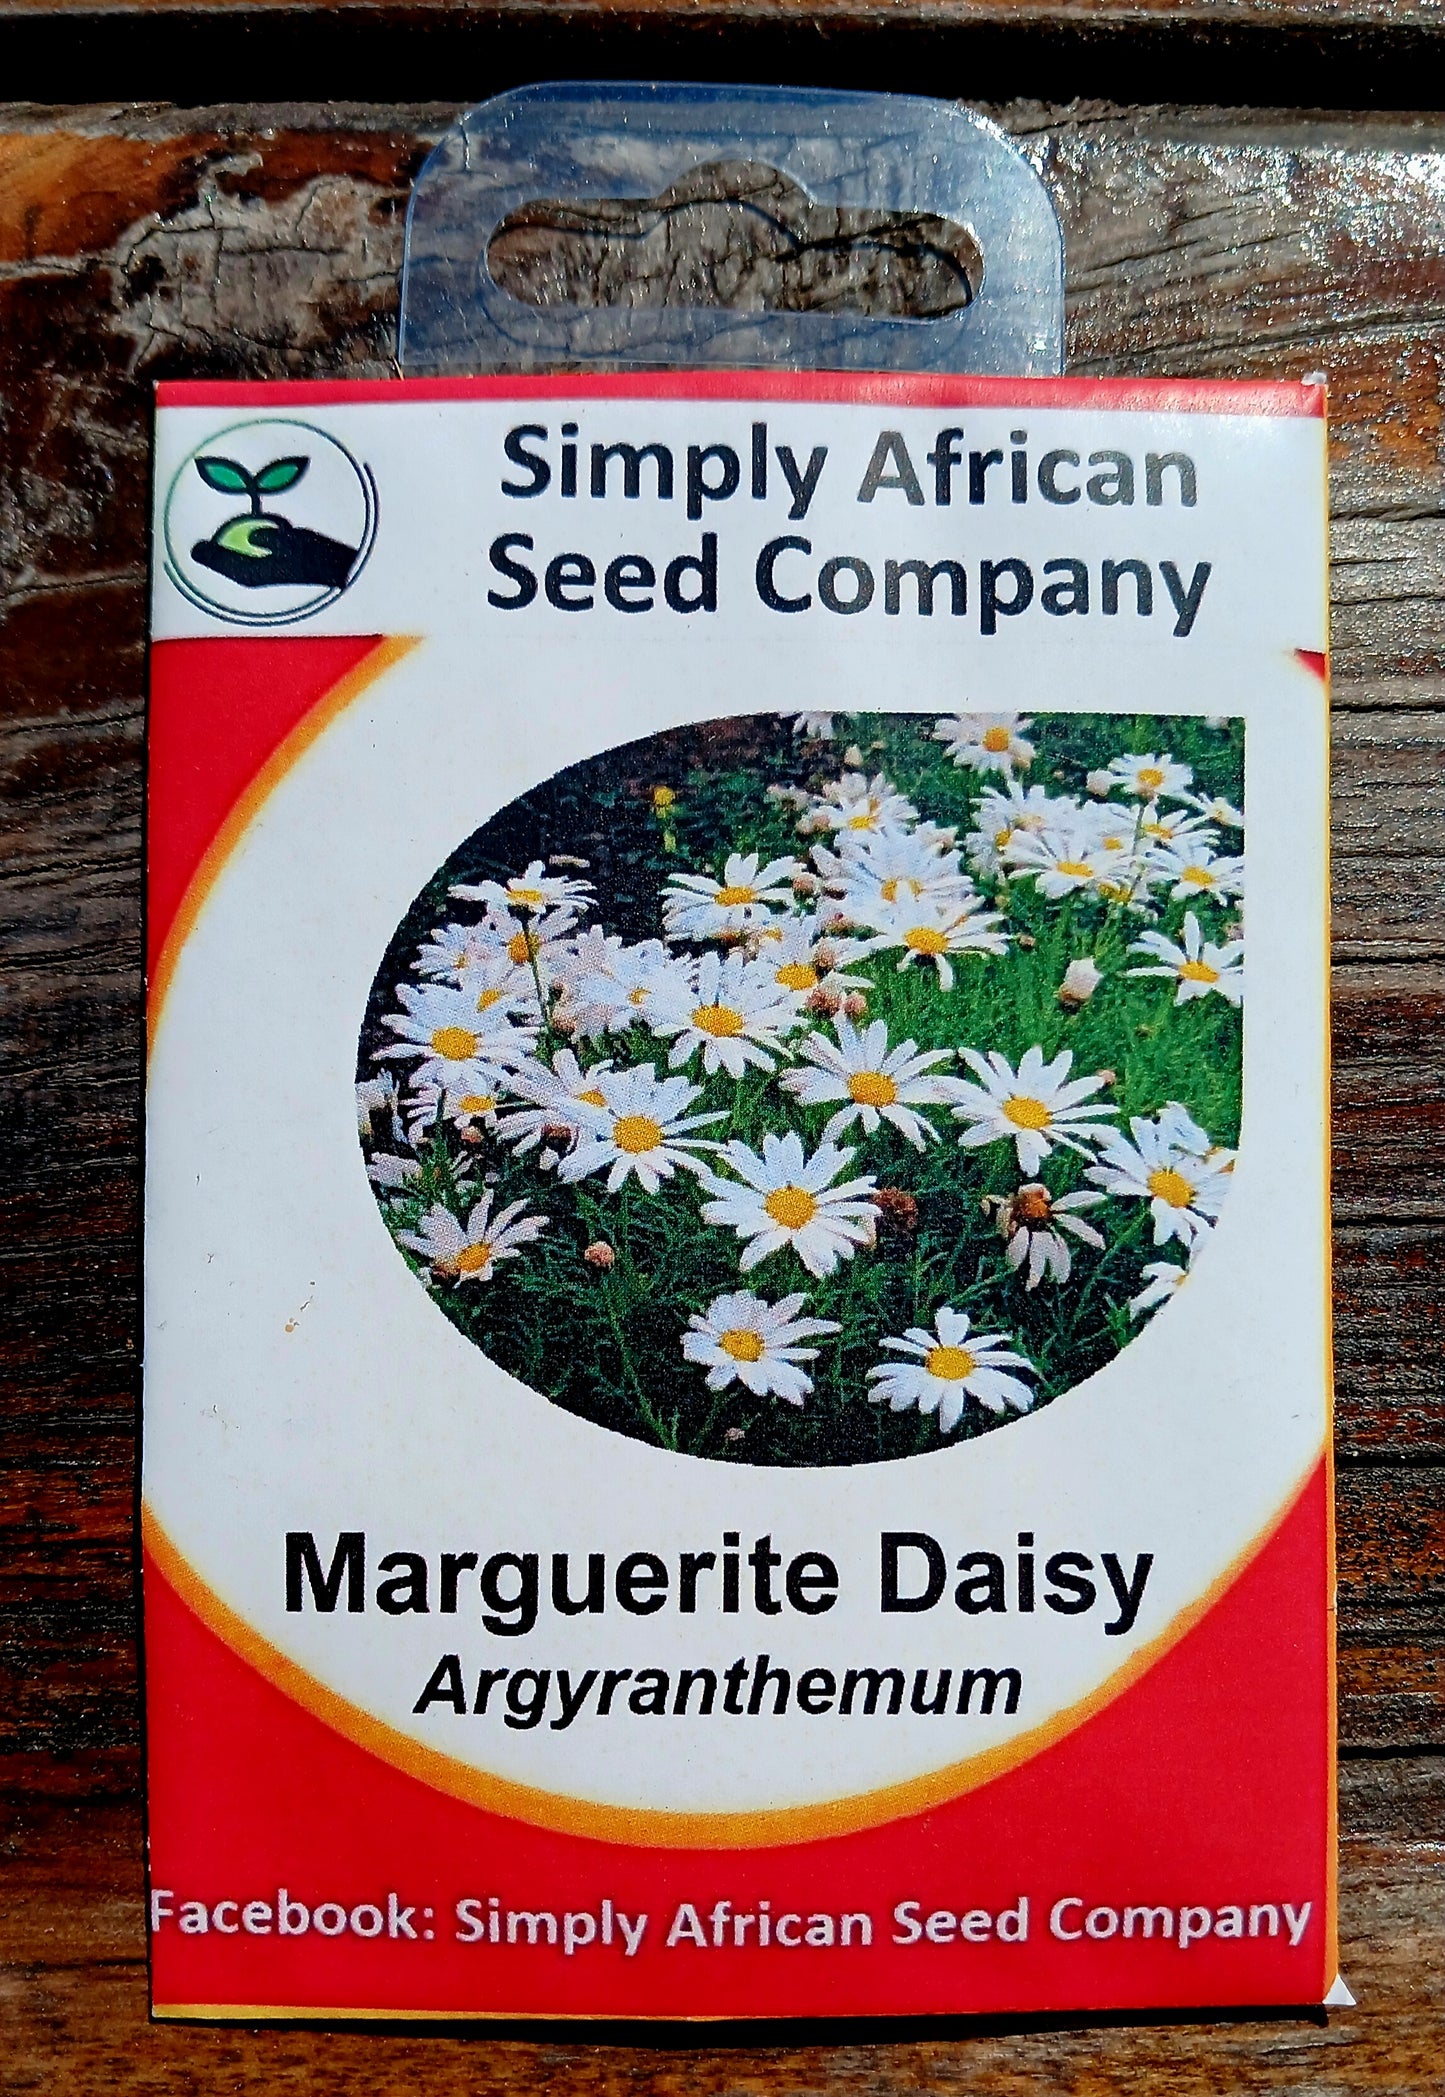 Simply African
Seed Company
Marguerite Daisy
Argyranthemum
Facebook: Simply African Seed Company